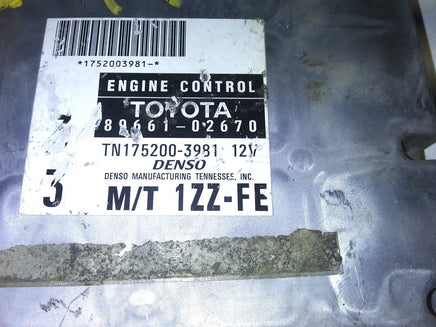 *1752003981-*
ENGINE CONTROL
TOYOTA
89661-02670
TN175200-3981 12V
DENSO
3 DENSO MANUFACTURING TENNESSEE, INC.
M/T 1ZZ-FE